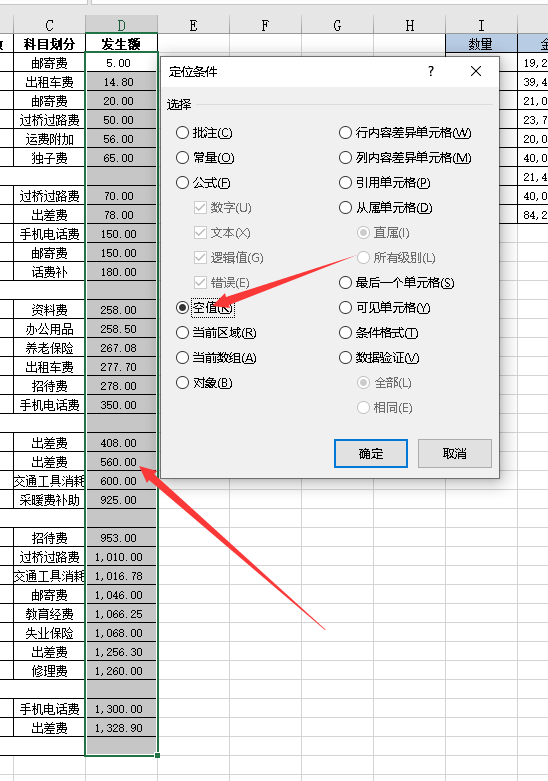 C D E F G H I
科目划分 发生额 数量
邮寄费 5.00
出租车费 14.80
邮寄费 20.00
过桥过路费 50.00
运费附加 56.00
独子费 65.00
过桥过路费 70.00
出差费 78.00
手机电话费 150.00
邮寄费 150.00
话费补 180.00
资料费 258.00
办公用品 258.50
养老保险 267.08
出租车费 277.70
招待费 278.00
手机电话费 350.00
出差费 408.00
出差费 560.00
交通工具消耗 600.00
采暖费补助 925.00
招待费 953.00
过桥过路费 1,010.00
交通工具消耗 1,016.78
邮寄费 1,046.00
教育经费 1,066.25
失业保险 1,068.00
出差费 1,256.30
修理费 1,260.00
手机电话费 1,300.00
出差费 1,328.90
定位条件 ? ×
选择
批注(C)
常量(O)
公式(F)
数字(U)
文本(X)
逻辑值(G)
错误(E)
空值(K)
当前区域(R)
当前数组(A)
对象(B)
行内容差异单元格(W)
列内容差异单元格(M)
引用单元格(P)
从属单元格(D)
直属(I)
所有级别(L)
最后一个单元格(S)
可见单元格(Y)
条件格式(T)
数据验证(V)
全部(L)
相同(E)
确定 取消
19,2
39,4
21,0
23,7
20,0
40,0
21,4
40,0
84,2